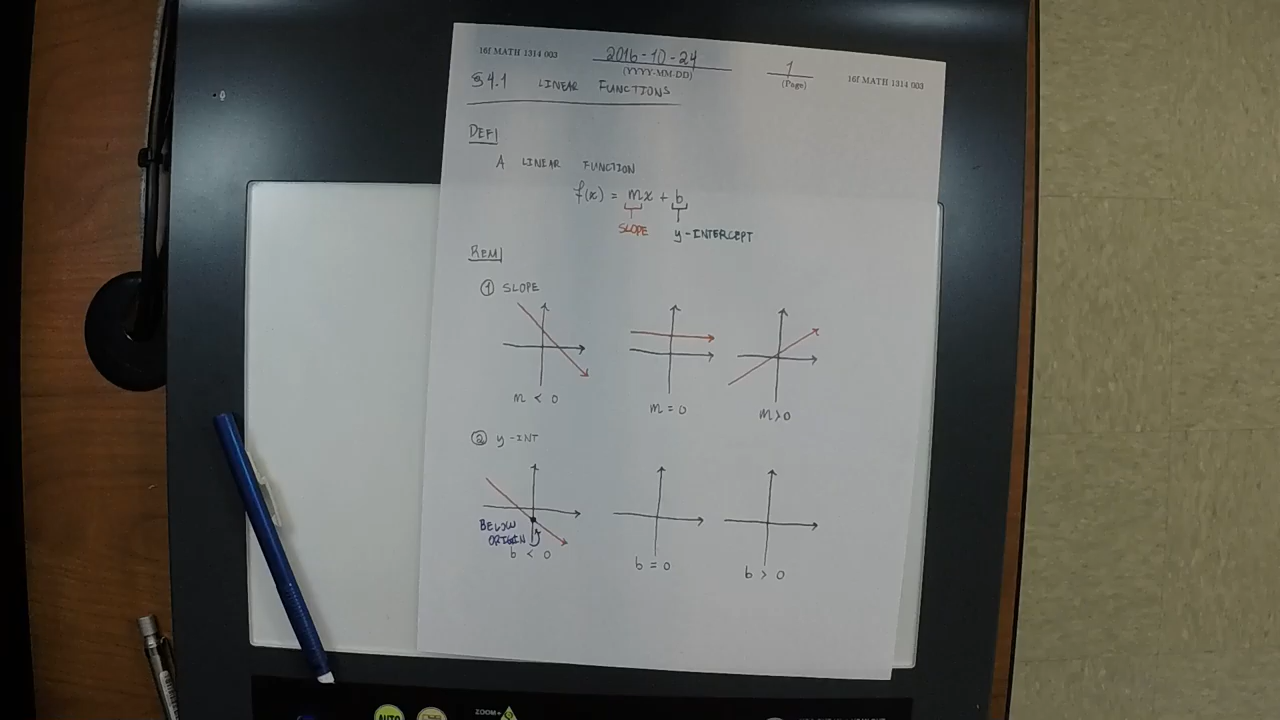 16f MATH 1314 003 2016-10-24 1 16f MATH 1314 003
(YYYY-MM-DD) (Page)
§4.1 LINEAR FUNCTIONS
DEF
A LINEAR FUNCTION
f(x) = mx + b
SLOPE y-INTERCEPT
REM
① SLOPE
m < 0 m = 0 m > 0
② y-INT
BELOW
ORIGIN
b < 0 b = 0 b > 0
AUTO ZOOM +